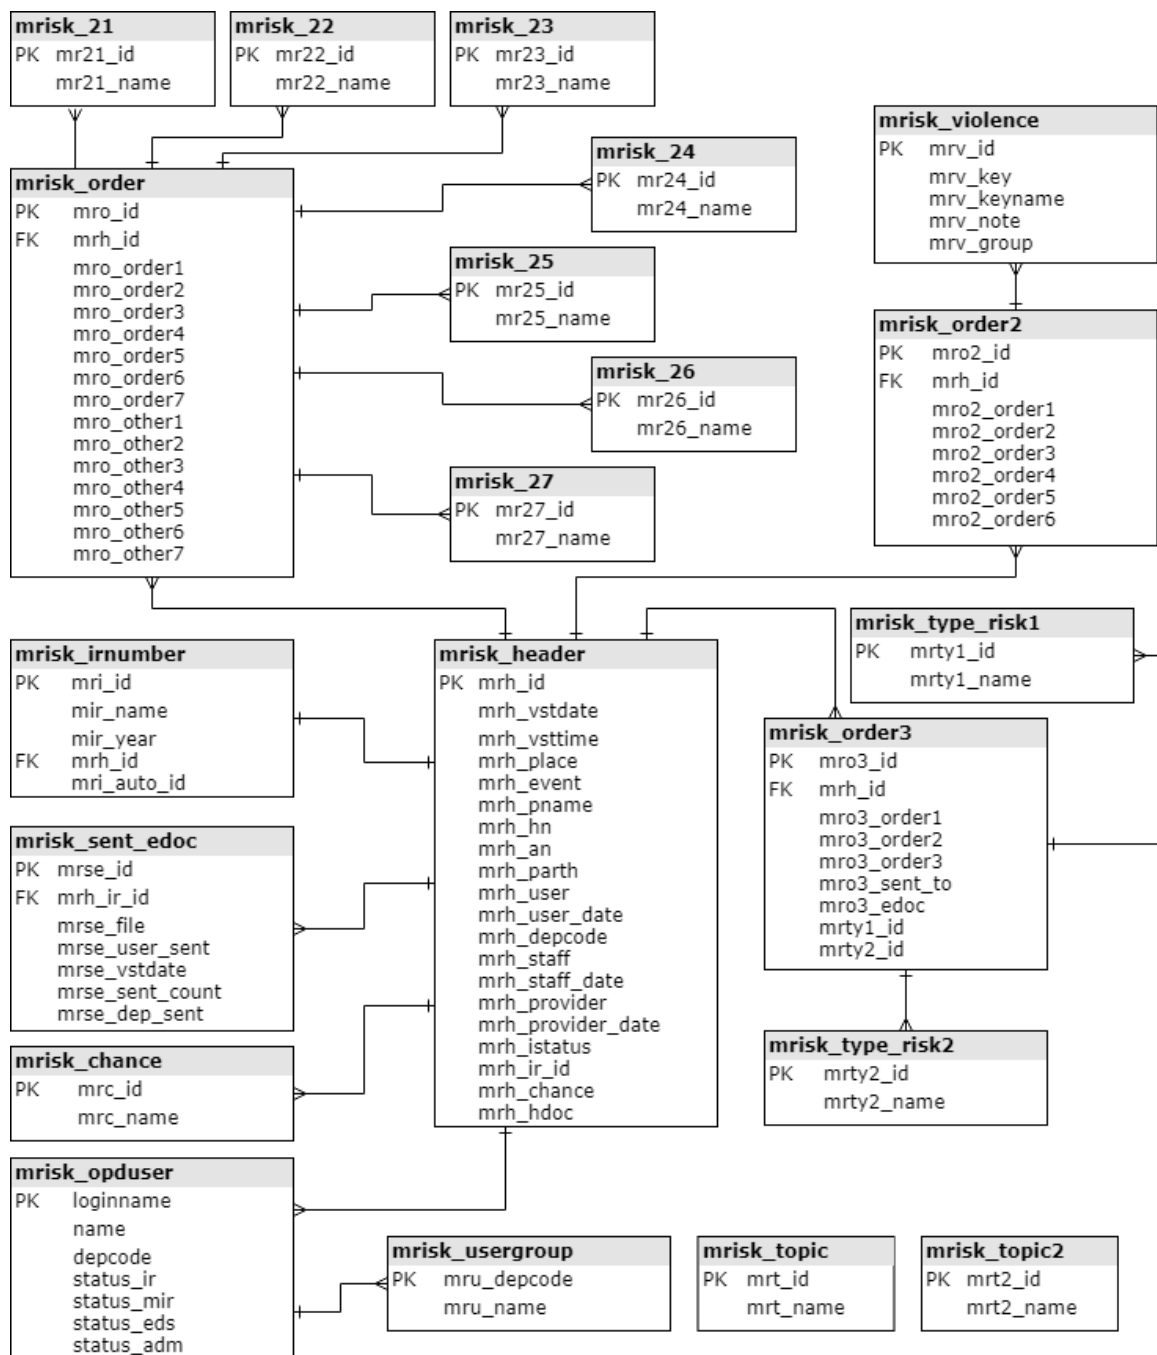 mrisk_21
PK mr21_id
mr21_name
mrisk_22
PK mr22_id
mr22_name
mrisk_23
PK mr23_id
mr23_name
mrisk_24
PK mr24_id
mr24_name
mrisk_violence
PK mrv_id
mrv_key
mrv_keyname
mrv_note
mrv_group
mrisk_order
PK mro_id
FK mrh_id
mro_order1
mro_order2
mro_order3
mro_order4
mro_order5
mro_order6
mro_order7
mro_other1
mro_other2
mro_other3
mro_other4
mro_other5
mro_other6
mro_other7
mrisk_25
PK mr25_id
mr25_name
mrisk_26
PK mr26_id
mr26_name
mrisk_27
PK mr27_id
mr27_name
mrisk_order2
PK mro2_id
FK mrh_id
mro2_order1
mro2_order2
mro2_order3
mro2_order4
mro2_order5
mro2_order6
mrisk_irnumber
PK mri_id
mir_name
mir_year
FK mrh_id
mri_auto_id
mrisk_header
PK mrh_id
mrh_vstdate
mrh_vsttime
mrh_place
mrh_event
mrh_pname
mrh_hn
mrh_an
mrh_parth
mrh_user
mrh_user_date
mrh_depcode
mrh_staff
mrh_staff_date
mrh_provider
mrh_provider_date
mrh_istatus
mrh_ir_id
mrh_chance
mrh_hdoc
mrisk_type_risk1
PK mrty1_id
mrty1_name
mrisk_order3
PK mro3_id
FK mrh_id
mro3_order1
mro3_order2
mro3_order3
mro3_sent_to
mro3_edoc
mrty1_id
mrty2_id
mrisk_sent_edoc
PK mrse_id
FK mrh_ir_id
mrse_file
mrse_user_sent
mrse_vstdate
mrse_sent_count
mrse_dep_sent
mrisk_chance
PK mrc_id
mrc_name
mrisk_type_risk2
PK mrty2_id
mrty2_name
mrisk_opduser
PK loginname
name
depcode
status_ir
status_mir
status_eds
status_adm
mrisk_usergroup
PK mru_depcode
mru_name
mrisk_topic
PK mrt_id
mrt_name
mrisk_topic2
PK mrt2_id
mrt2_name